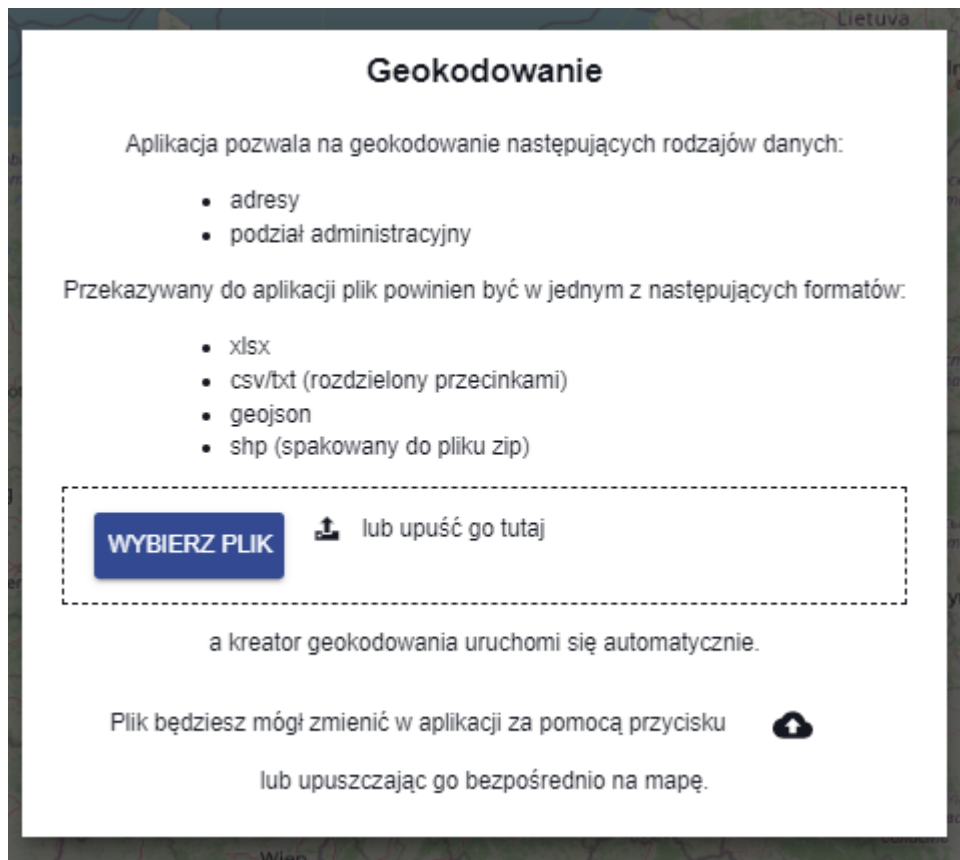 Lietuva
Geokodowanie
Aplikacja pozwala na geokodowanie następujących rodzajów danych:
• adresy
• podział administracyjny
Przekazywany do aplikacji plik powinien być w jednym z następujących formatów:
• xlsx
• csv/txt (rozdzielony przecinkami)
• geojson
• shp (spakowany do pliku zip)
WYBIERZ PLIK lub upuść go tutaj
a kreator geokodowania uruchomi się automatycznie.
Plik będziesz mógł zmienić w aplikacji za pomocą przycisku
lub upuszczając go bezpośrednio na mapę.
Wien